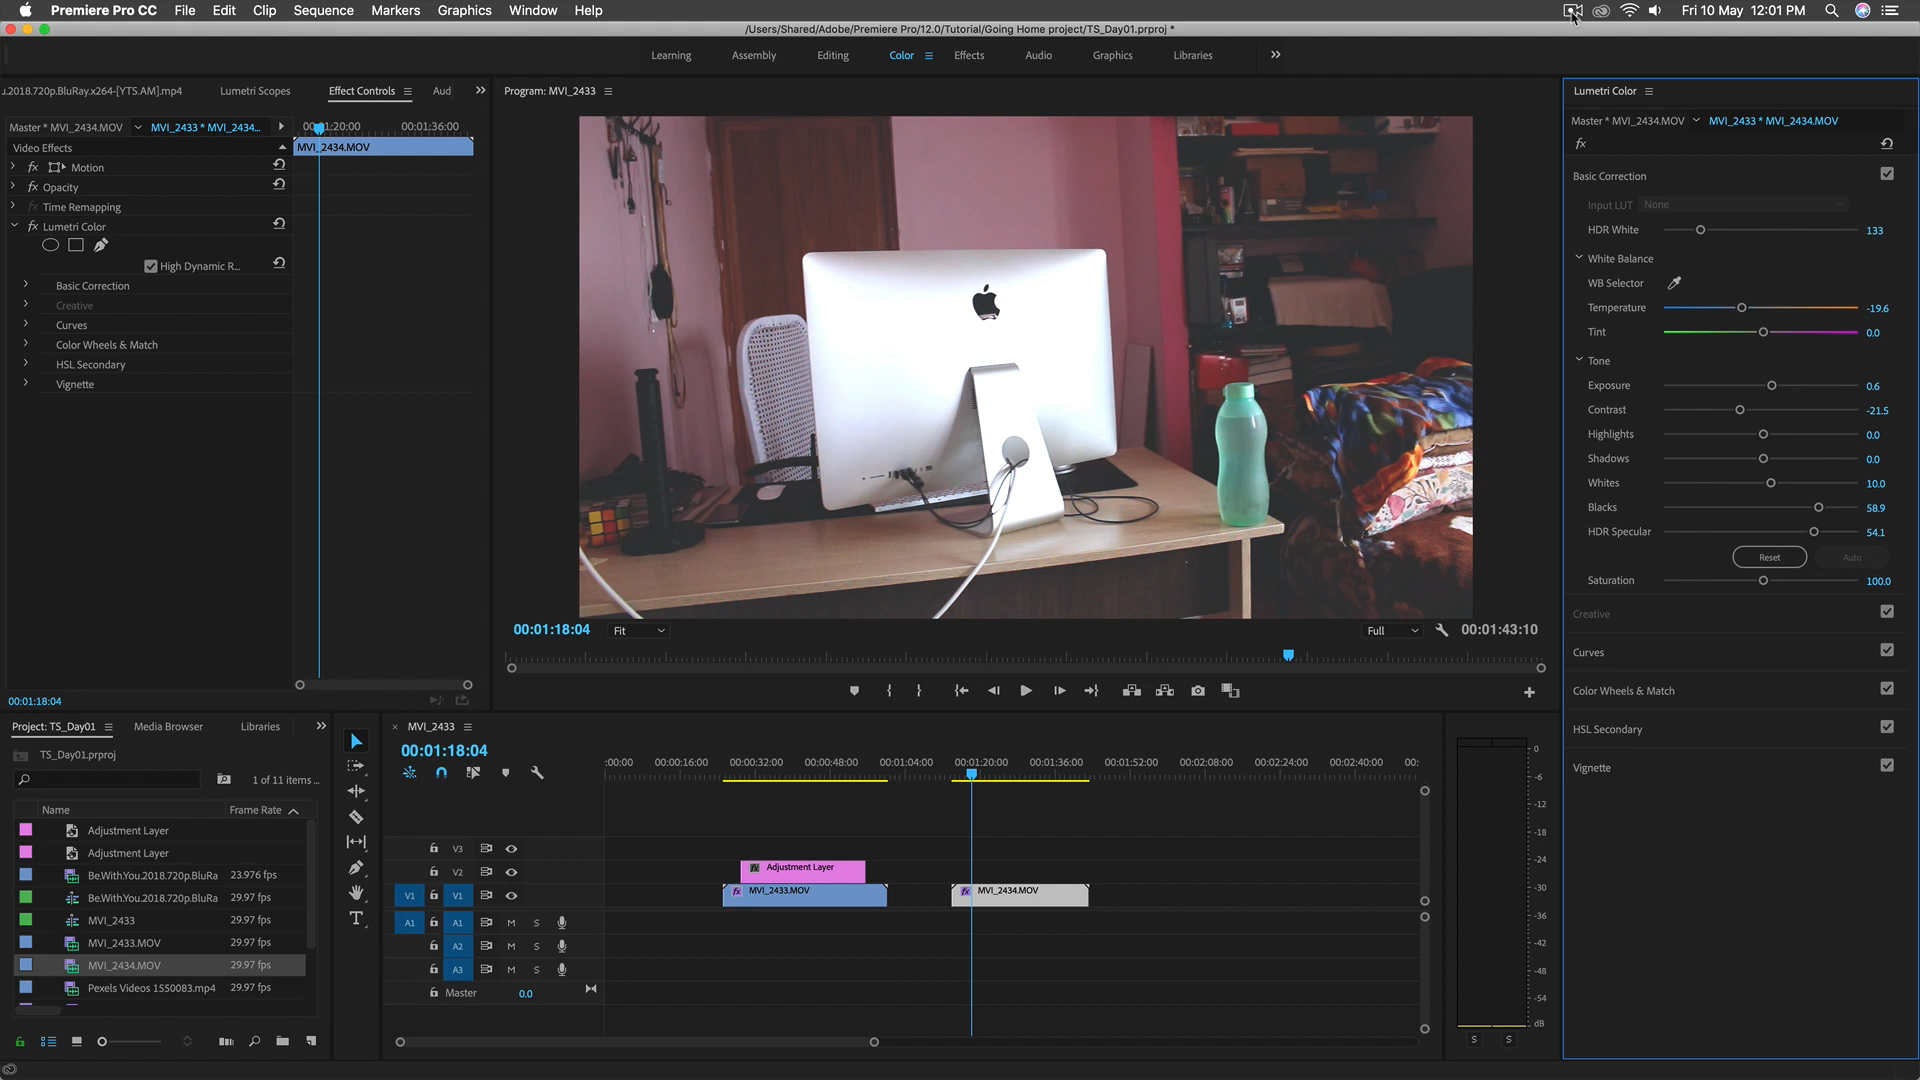 Premiere Pro CC File Edit Clip Sequence Markers Graphics Window Help Fri 10 May 12:01 PM
/Users/Shared/Adobe/Premiere Pro/12.0/Tutorial/Going Home project/TS_Day01.prproj *
Learning Assembly Editing Color Effects Audio Graphics Libraries
.2018.720p.BluRay.x264-[YTS.AM].mp4 Lumetri Scopes Effect Controls Aud
Master * MVI_2434.MOV MVI_2433 * MVI_2434...
00:01:20:00 00:01:36:00
Video Effects
MVI_2434.MOV
fx Motion
fx Opacity
fx Time Remapping
fx Lumetri Color
High Dynamic R...
Basic Correction
Creative
Curves
Color Wheels & Match
HSL Secondary
Vignette
00:01:18:04
Program: MVI_2433
00:01:18:04 Fit Full 00:01:43:10
Lumetri Color
Master * MVI_2434.MOV MVI_2433 * MVI_2434.MOV
fx
Basic Correction
Input LUT None
HDR White 133
White Balance
WB Selector
Temperature -19.6
Tint 0.0
Tone
Exposure 0.6
Contrast -21.5
Highlights 0.0
Shadows 0.0
Whites 10.0
Blacks 58.9
HDR Specular 54.1
Reset Auto
Saturation 100.0
Creative
Curves
Color Wheels & Match
HSL Secondary
Vignette
Project: TS_Day01 Media Browser Libraries
TS_Day01.prproj
1 of 11 items ...
Name Frame Rate
Adjustment Layer
Adjustment Layer
Be.With.You.2018.720p.BluRa 23.976 fps
Be.With.You.2018.720p.BluRa 29.97 fps
MVI_2433 29.97 fps
MVI_2433.MOV 29.97 fps
MVI_2434.MOV 29.97 fps
Pexels Videos 1550083.mp4 29.97 fps
MVI_2433
00:01:18:04
:00:00 00:00:16:00 00:00:32:00 00:00:48:00 00:01:04:00 00:01:20:00 00:01:36:00 00:01:52:00 00:02:08:00 00:02:24:00 00:02:40:00 00:
V3
V2
fx Adjustment Layer
V1 V1
fx MVI_2433.MOV
fx MVI_2434.MOV
A1 A1 M S
A2 M S
A3 M S
Master 0.0
0
-6
-12
-18
-24
-30
-36
-42
-48
-54
dB
S S